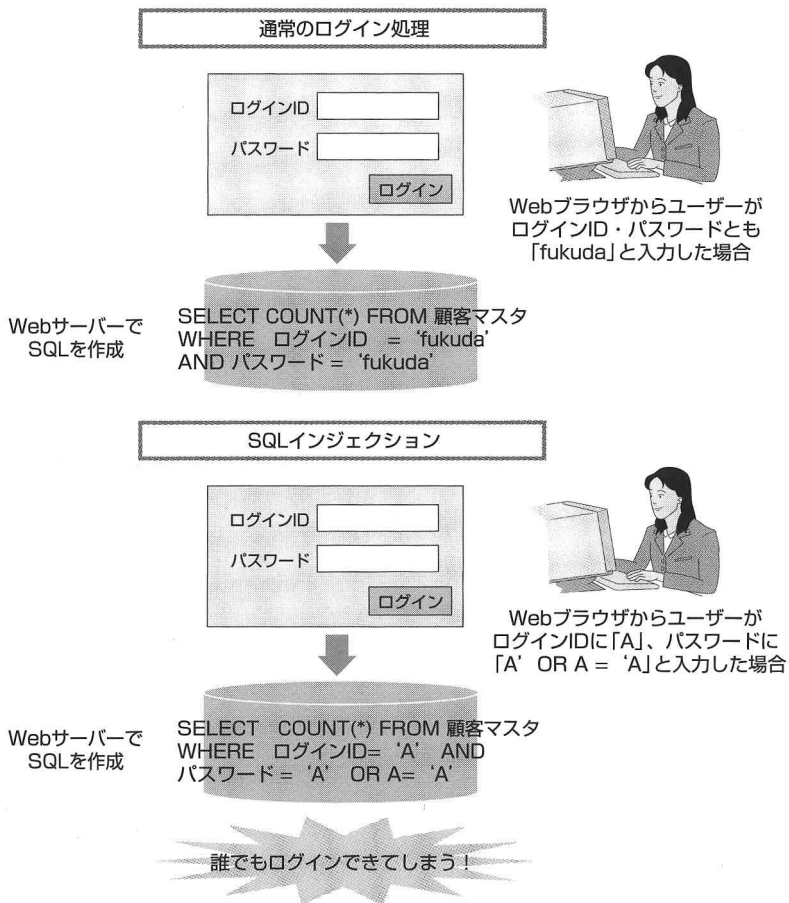 通常のログイン処理
ログインID
パスワード
ログイン
Webブラウザからユーザーが
ログインID・パスワードとも
「fukuda」と入力した場合
Webサーバーで
SQLを作成
SELECT COUNT(*) FROM 顧客マスタ
WHERE ログインID = ‘fukuda’
AND パスワード = ‘fukuda’
SQLインジェクション
ログインID
パスワード
ログイン
Webブラウザからユーザーが
ログインIDに「A」、パスワードに
「A’ OR A = ‘A」と入力した場合
Webサーバーで
SQLを作成
SELECT COUNT(*) FROM 顧客マスタ
WHERE ログインID= ‘A’ AND
パスワード = ‘A’ OR A= ‘A’
誰でもログインできてしまう!